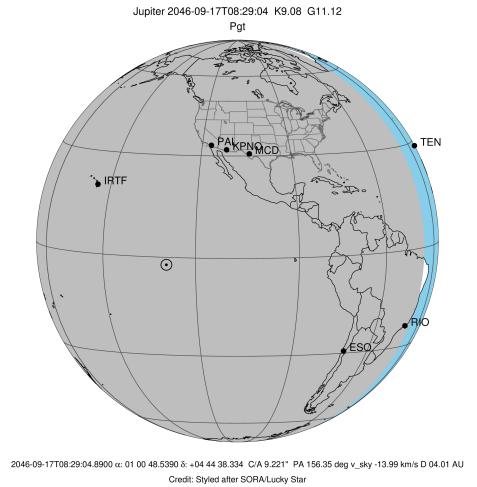 Jupiter 2046-09-17T08:29:04 K9.08 G11.12
Pgt
PAL
KPNO
MCD
TEN
IRTF
RIO
ESO
2046-09-17T08:29:04.8900 α: 01 00 48.5390 δ: +04 44 38.334 C/A 9.221" PA 156.35 deg v_sky -13.99 km/s D 04.01 AU
Credit: Styled after SORA/Lucky Star